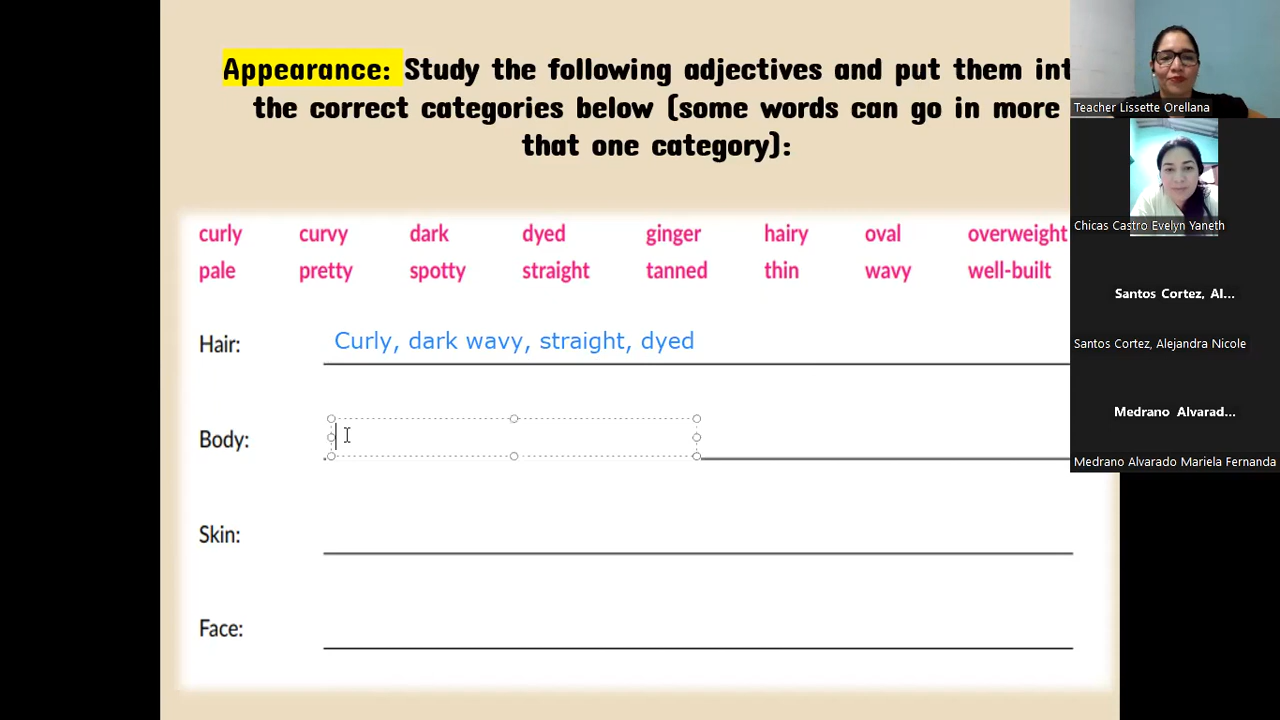 Appearance: Study the following adjectives and put them int
the correct categories below (some words can go in more
that one category):
curly curvy dark dyed ginger hairy oval overweight
pale pretty spotty straight tanned thin wavy well-built
Hair: Curly, dark wavy, straight, dyed
Body:
Skin:
Face:
Teacher Lissette Orellana
Chicas Castro Evelyn Yaneth
Santos Cortez, Al...
Santos Cortez, Alejandra Nicole
Medrano Alvarad...
Medrano Alvarado Mariela Fernanda